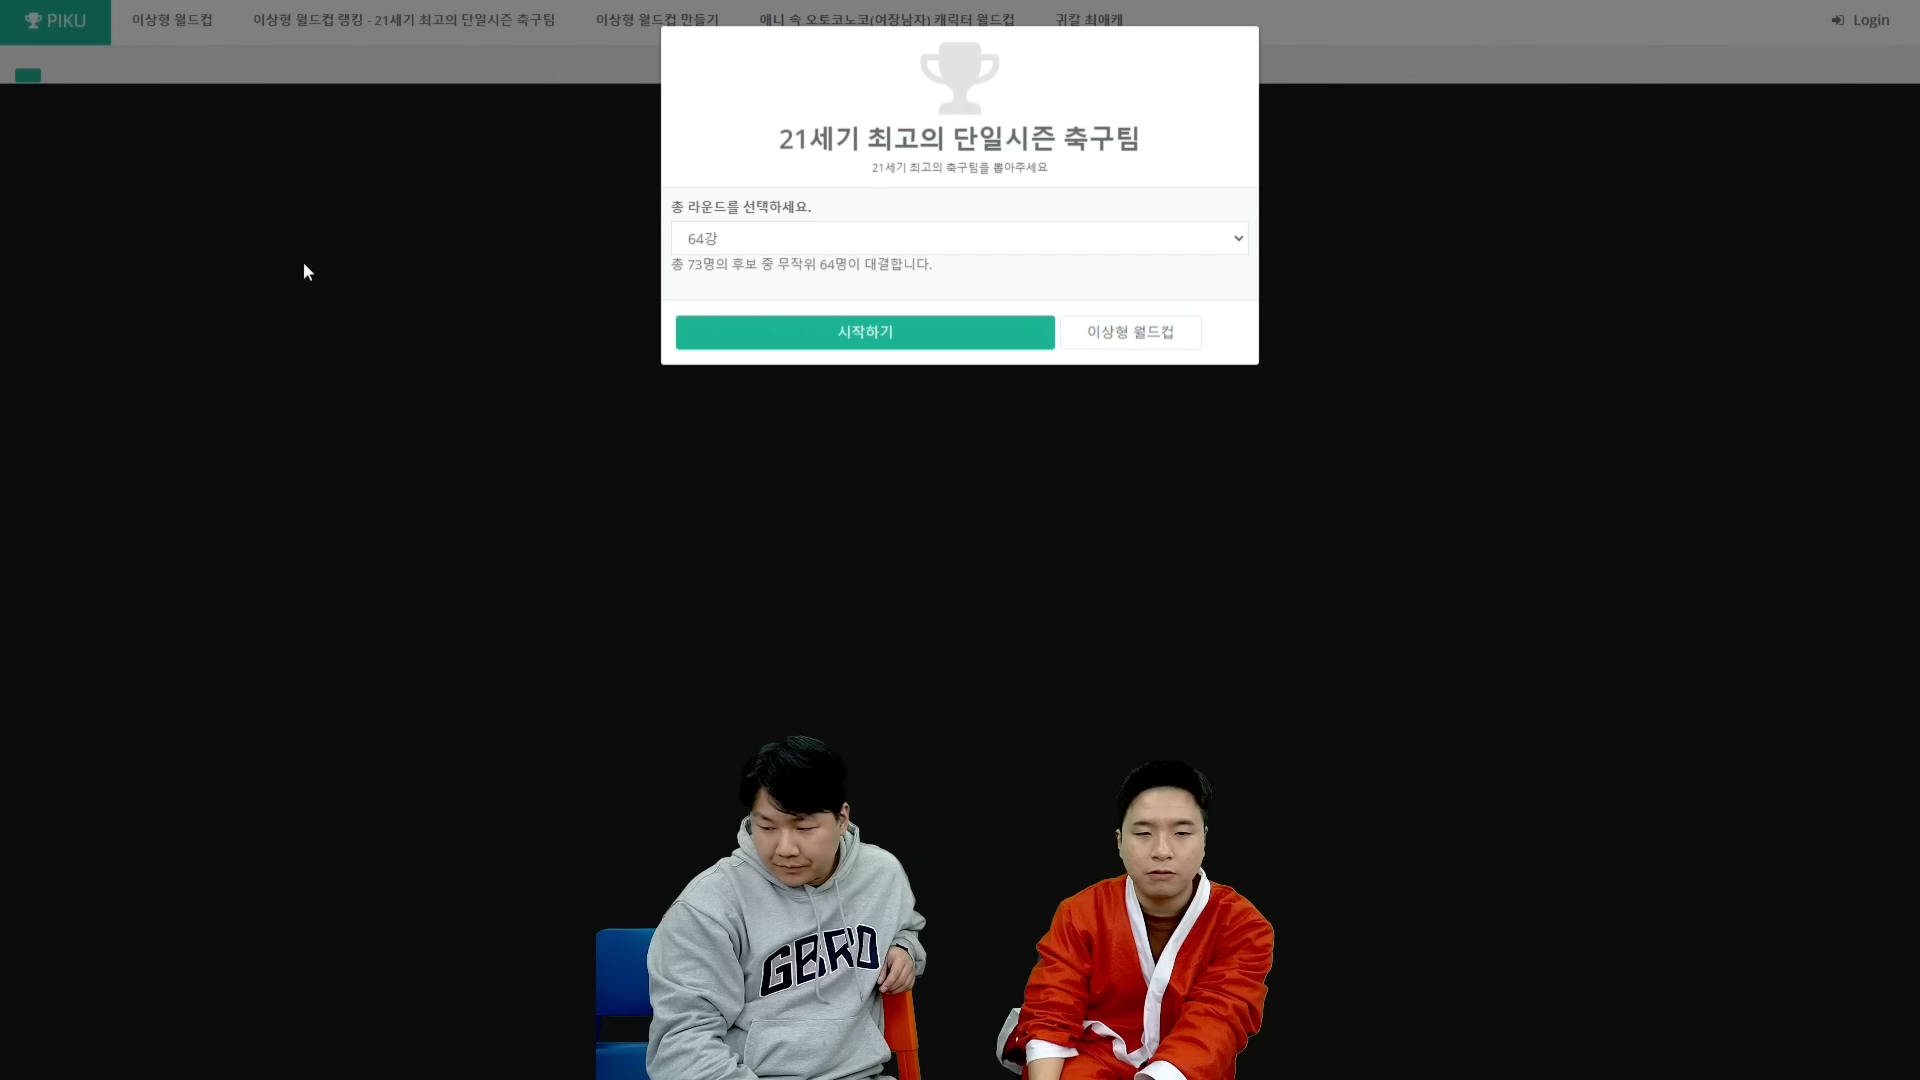 PIKU 이상형 월드컵 이상형 월드컵 랭킹 - 21세기 최고의 단일시즌 축구팀 이상형 월드컵 만들기 애니 속 오토코노코(여장남자) 캐릭터 월드컵 귀칼 최애캐 Login
21세기 최고의 단일시즌 축구팀
21세기 최고의 축구팀을 뽑아주세요
총 라운드를 선택하세요.
64강
총 73명의 후보 중 무작위 64명이 대결합니다.
시작하기 이상형 월드컵